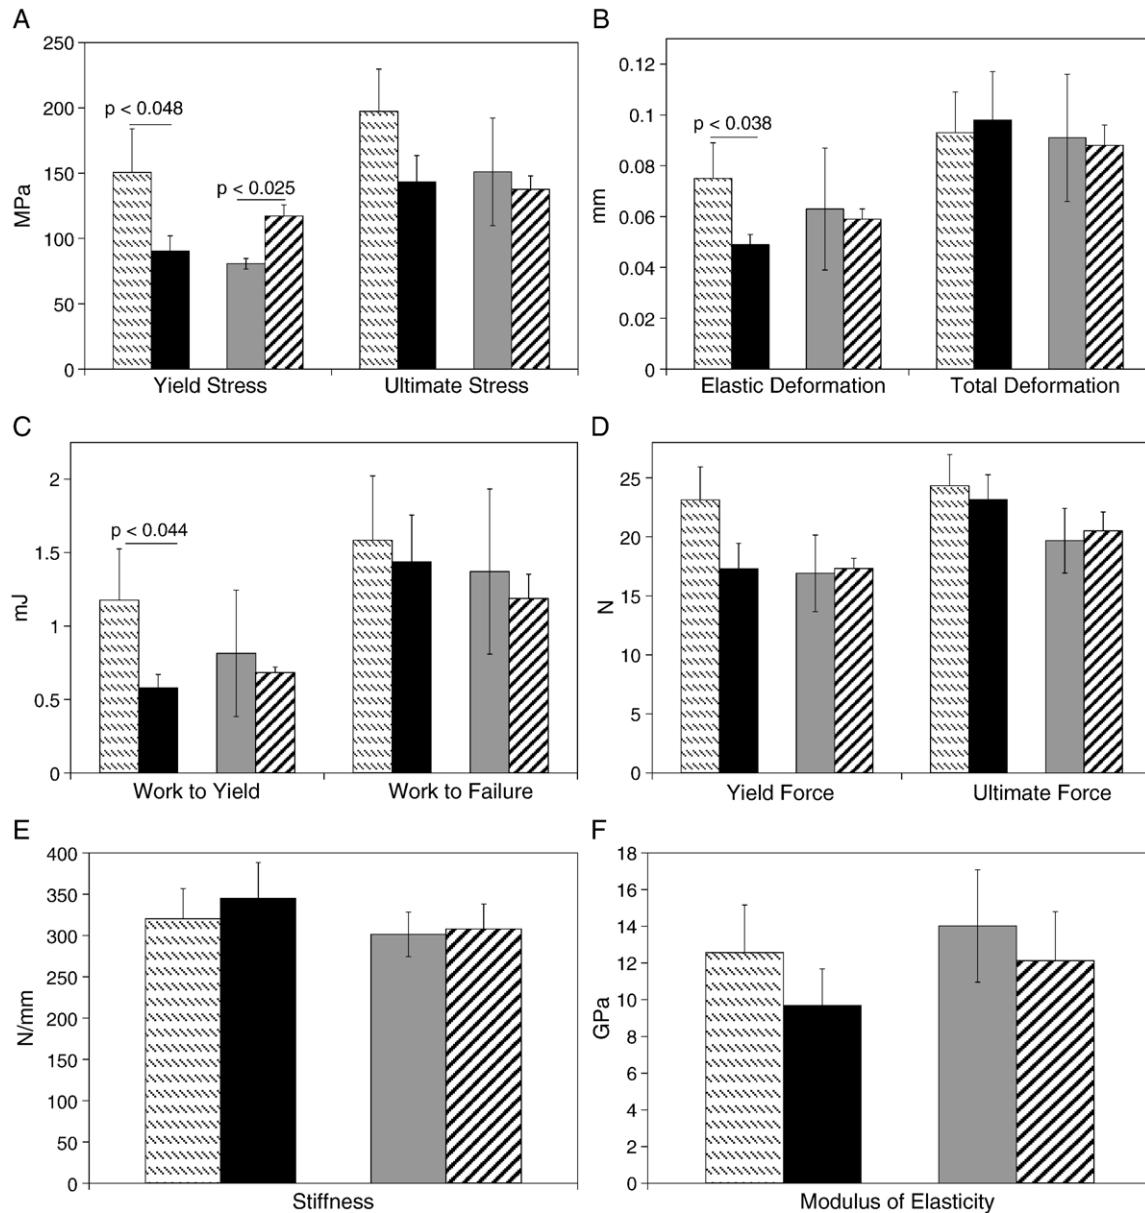 A
250
200
150
100
50
0
MPa
p < 0.048
p < 0.025
Yield Stress
Ultimate Stress
B
0.12
0.1
0.08
0.06
0.04
0.02
0
mm
p < 0.038
Elastic Deformation
Total Deformation
C
2
1.5
1
0.5
0
mJ
p < 0.044
Work to Yield
Work to Failure
D
25
20
15
10
5
0
N
Yield Force
Ultimate Force
E
400
350
300
250
200
150
100
50
0
N/mm
Stiffness
F
18
16
14
12
10
8
6
4
2
0
GPa
Modulus of Elasticity